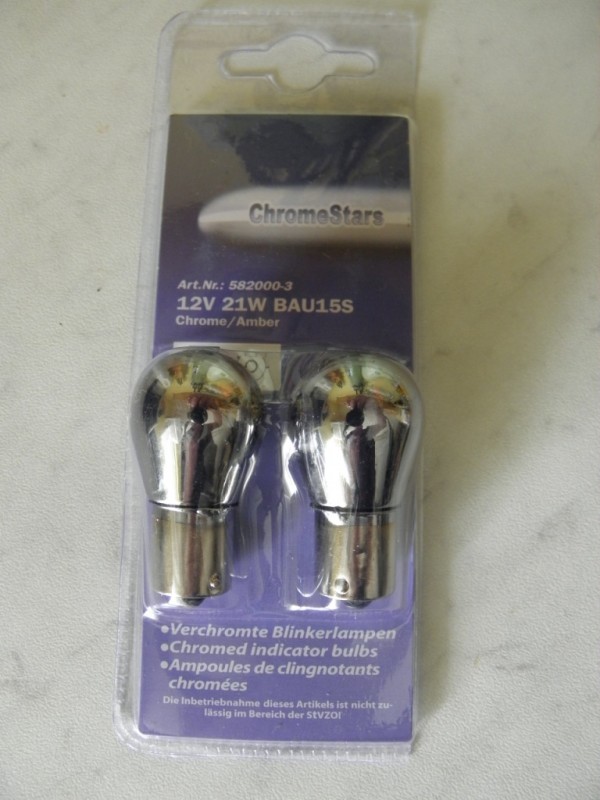 ChromeStars
Art.Nr.: 582000-3
12V 21W BAU15S
Chrome/Amber
•Verchromte Blinkerlampen
•Chromed indicator bulbs
•Ampoules de clingnotants
chromées
Die Inbetriebnahme dieses Artikels ist nicht zu-
lässig im Bereich der StVZO!